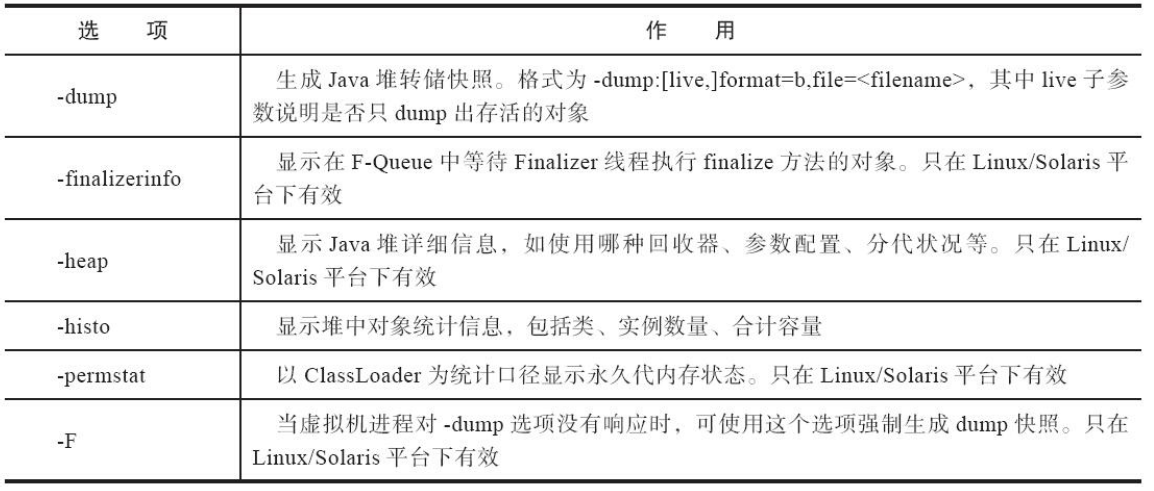 选 项 作 用
-dump
生成 Java 堆转储快照。格式为 -dump:[live,]format=b,file=<filename>，其中 live 子参
数说明是否只 dump 出存活的对象
-finalizerinfo
显示在 F-Queue 中等待 Finalizer 线程执行 finalize 方法的对象。只在 Linux/Solaris 平
台下有效
-heap
显示 Java 堆详细信息，如使用哪种回收器、参数配置、分代状况等。只在 Linux/
Solaris 平台下有效
-histo
显示堆中对象统计信息，包括类、实例数量、合计容量
-permstat
以 ClassLoader 为统计口径显示永久代内存状态。只在 Linux/Solaris 平台下有效
-F
当虚拟机进程对 -dump 选项没有响应时，可使用这个选项强制生成 dump 快照。只在
Linux/Solaris 平台下有效